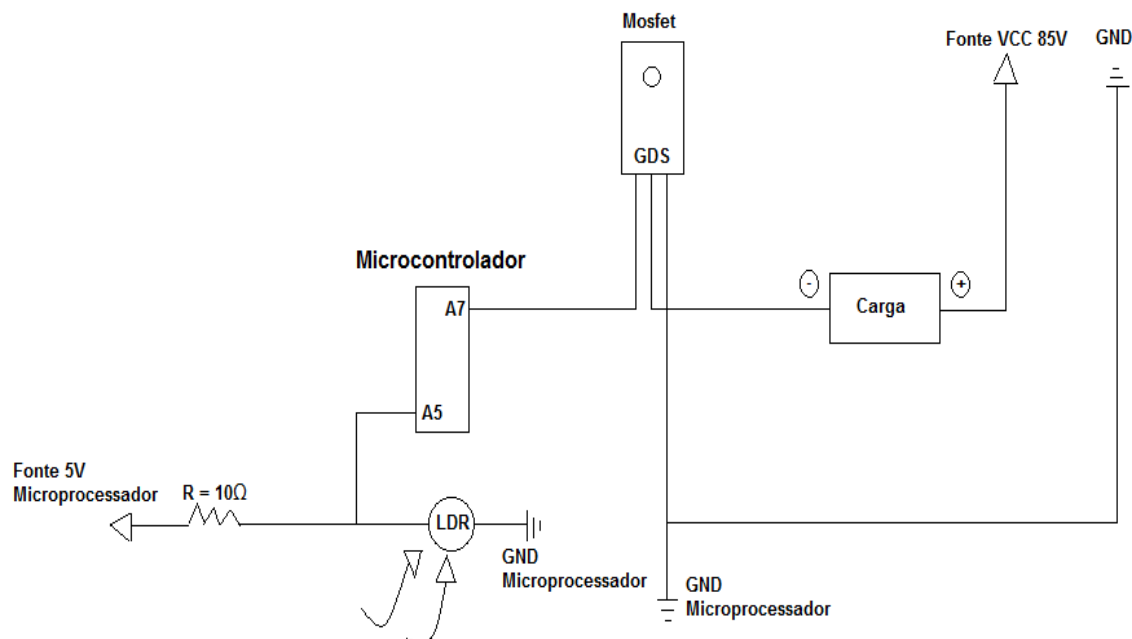 Mosfet
Fonte VCC 85V
GND
GDS
Microcontrolador
A7
-
Carga
+
A5
Fonte 5V
Microprocessador
R = 10Ω
LDR
GND
Microprocessador
GND
Microprocessador